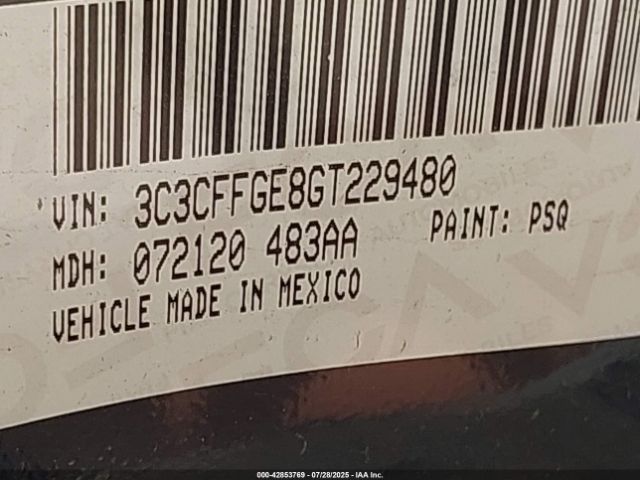 VIN: 3C3CFFGE8GT229480
MDH: 072120 483AA PAINT: PSQ
VEHICLE MADE IN MEXICO
000-42853769 - 07/28/2025 - IAA Inc.